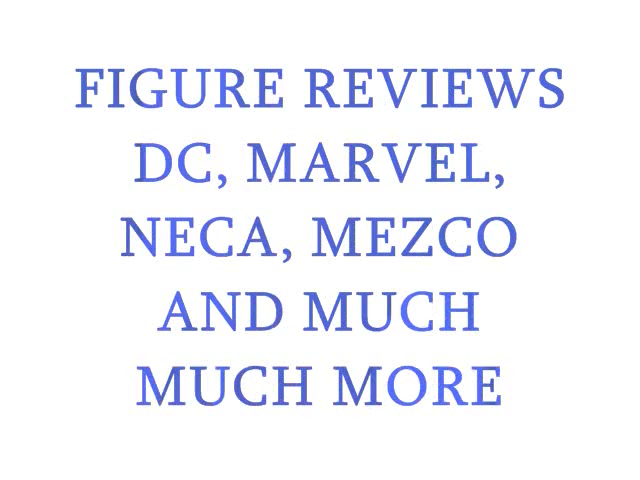 FIGURE REVIEWS
DC, MARVEL,
NECA, MEZCO
AND MUCH
MUCH MORE